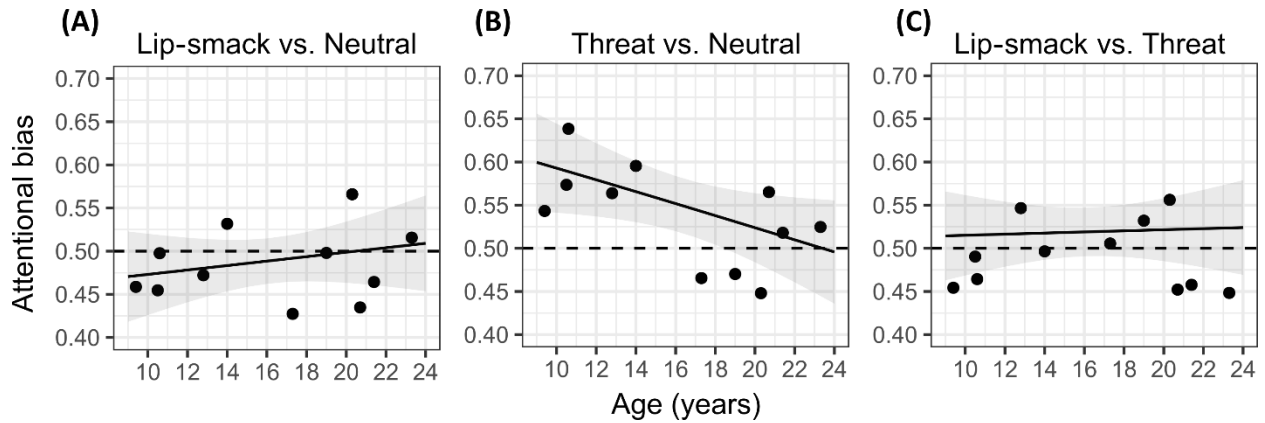 (A) (B) (C)
Lip-smack vs. Neutral Threat vs. Neutral Lip-smack vs. Threat
Attentional bias
0.70 0.70 0.70
0.65 0.65 0.65
0.60 0.60 0.60
0.55 0.55 0.55
0.50 0.50 0.50
0.45 0.45 0.45
0.40 0.40 0.40
10 12 14 16 18 20 22 24 10 12 14 16 18 20 22 24 10 12 14 16 18 20 22 24
Age (years)